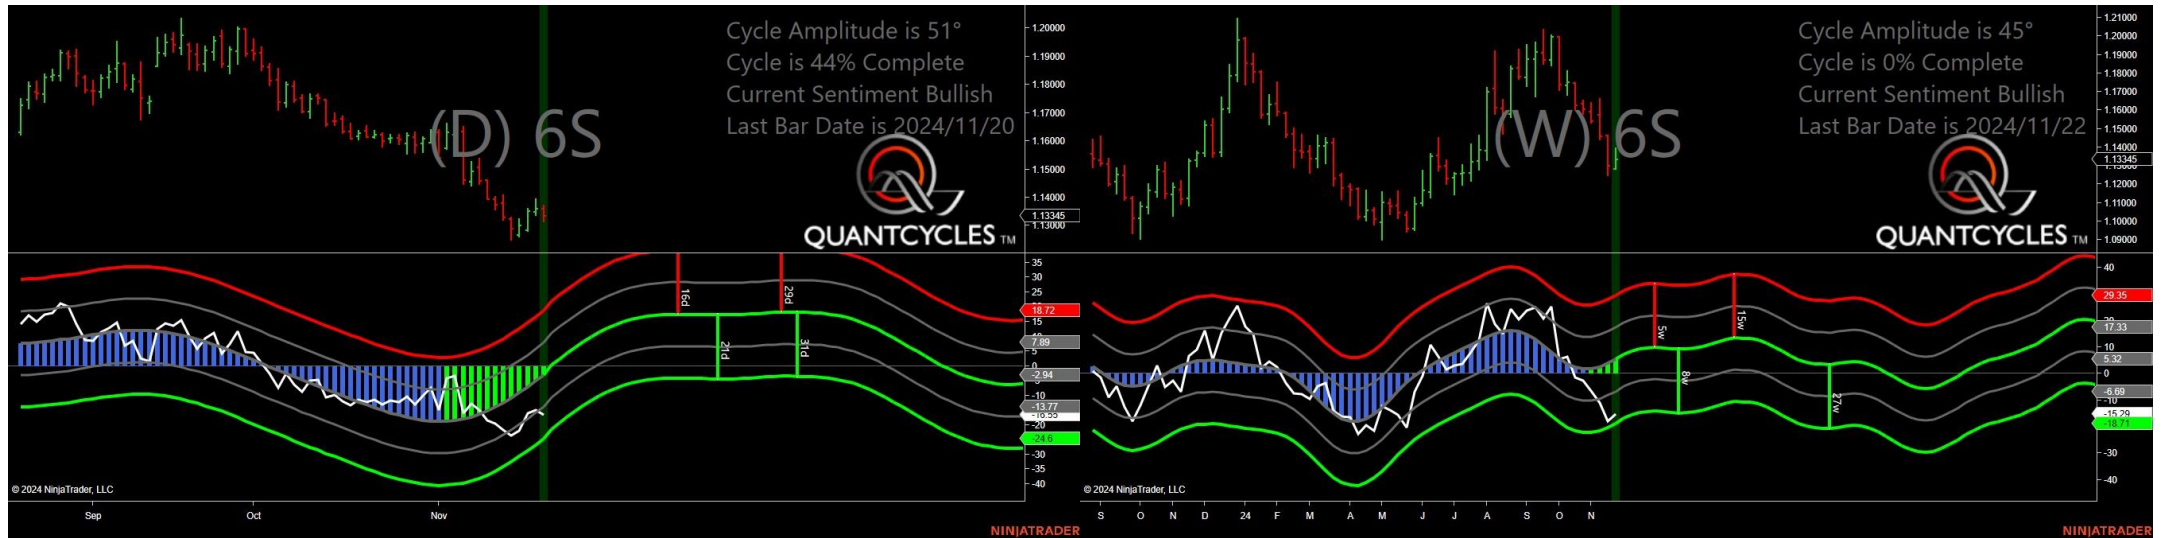 Cycle Amplitude is 51°
Cycle is 44% Complete
Current Sentiment Bullish
Last Bar Date is 2024/11/20
(D) 6S
QUANTCYCLES TM
1.20000
1.19000
1.18000
1.17000
1.16000
1.15000
1.14000
1.13345
1.13000
35
30
25
18.72
15
7.89
5
0
-2.94
-10
-13.77
-20
-24.6
-30
-35
-40
16d
29d
21d
31d
© 2024 NinjaTrader, LLC
Sep
Oct
Nov
NINJATRADER
Cycle Amplitude is 45°
Cycle is 0% Complete
Current Sentiment Bullish
Last Bar Date is 2024/11/22
(W) 6S
QUANTCYCLES TM
1.21000
1.20000
1.19000
1.18000
1.17000
1.16000
1.15000
1.14000
1.13345
1.12000
1.11000
1.10000
1.09000
40
29.35
17.33
10
5.32
0
-6.69
-15.29
-18.71
-30
-40
5w
15w
8w
27w
© 2024 NinjaTrader, LLC
S O N D 24 F M A M J J A S O N
NINJATRADER